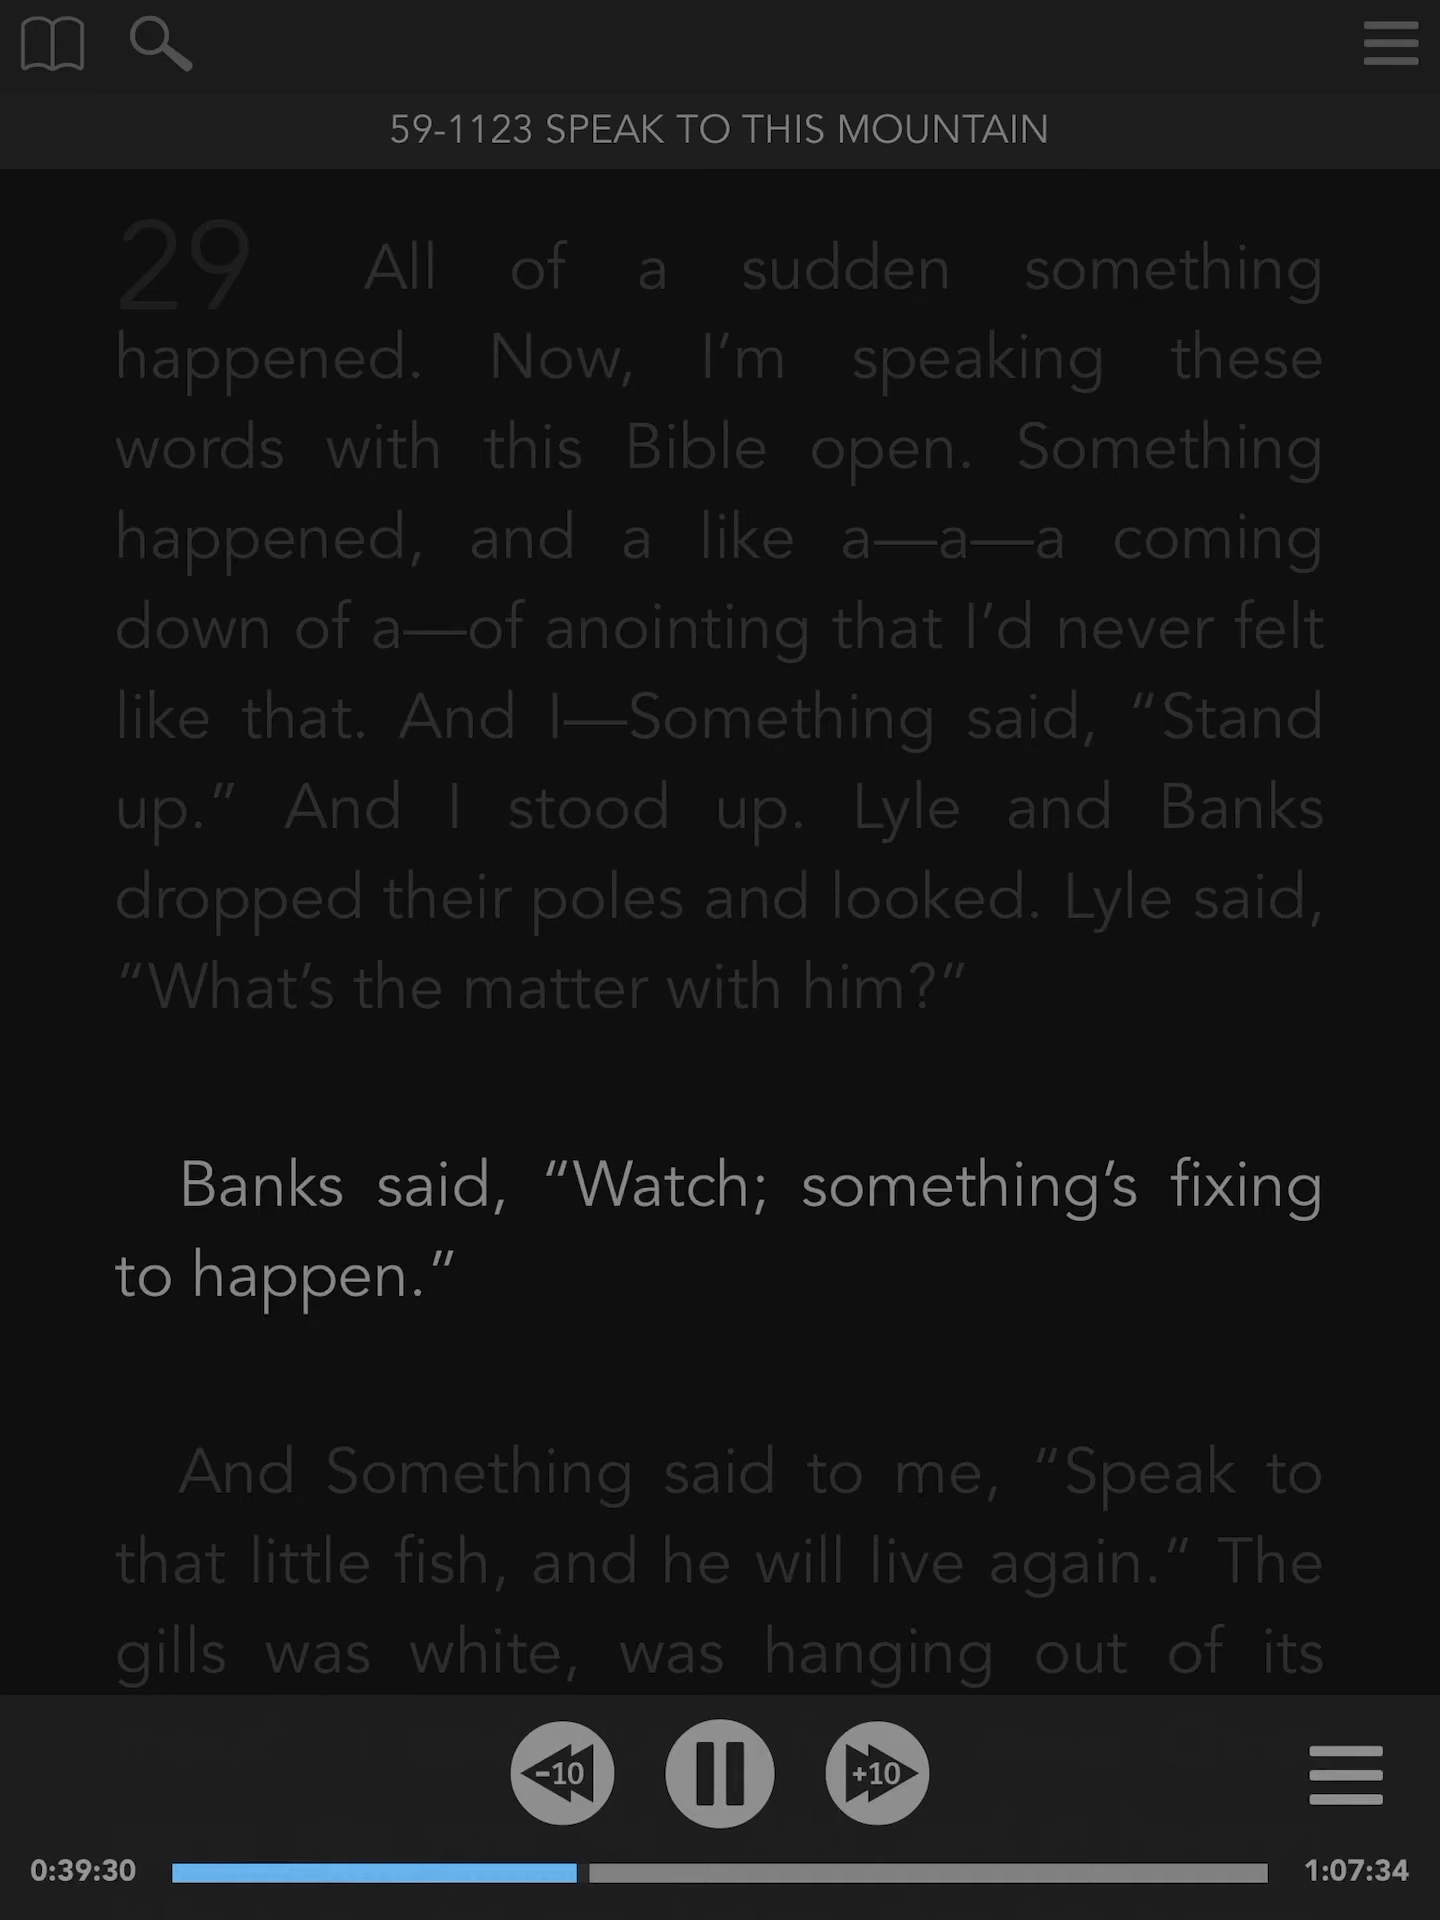 59-1123 SPEAK TO THIS MOUNTAIN
29 All of a sudden something
happened. Now, I’m speaking these
words with this Bible open. Something
happened, and a like a—a—a coming
down of a—of anointing that I’d never felt
like that. And I—Something said, “Stand
up.” And I stood up. Lyle and Banks
dropped their poles and looked. Lyle said,
“What’s the matter with him?”
Banks said, “Watch; something’s fixing
to happen.”
And Something said to me, “Speak to
that little fish, and he will live again.” The
gills was white, was hanging out of its
-10 +10
0:39:30 1:07:34